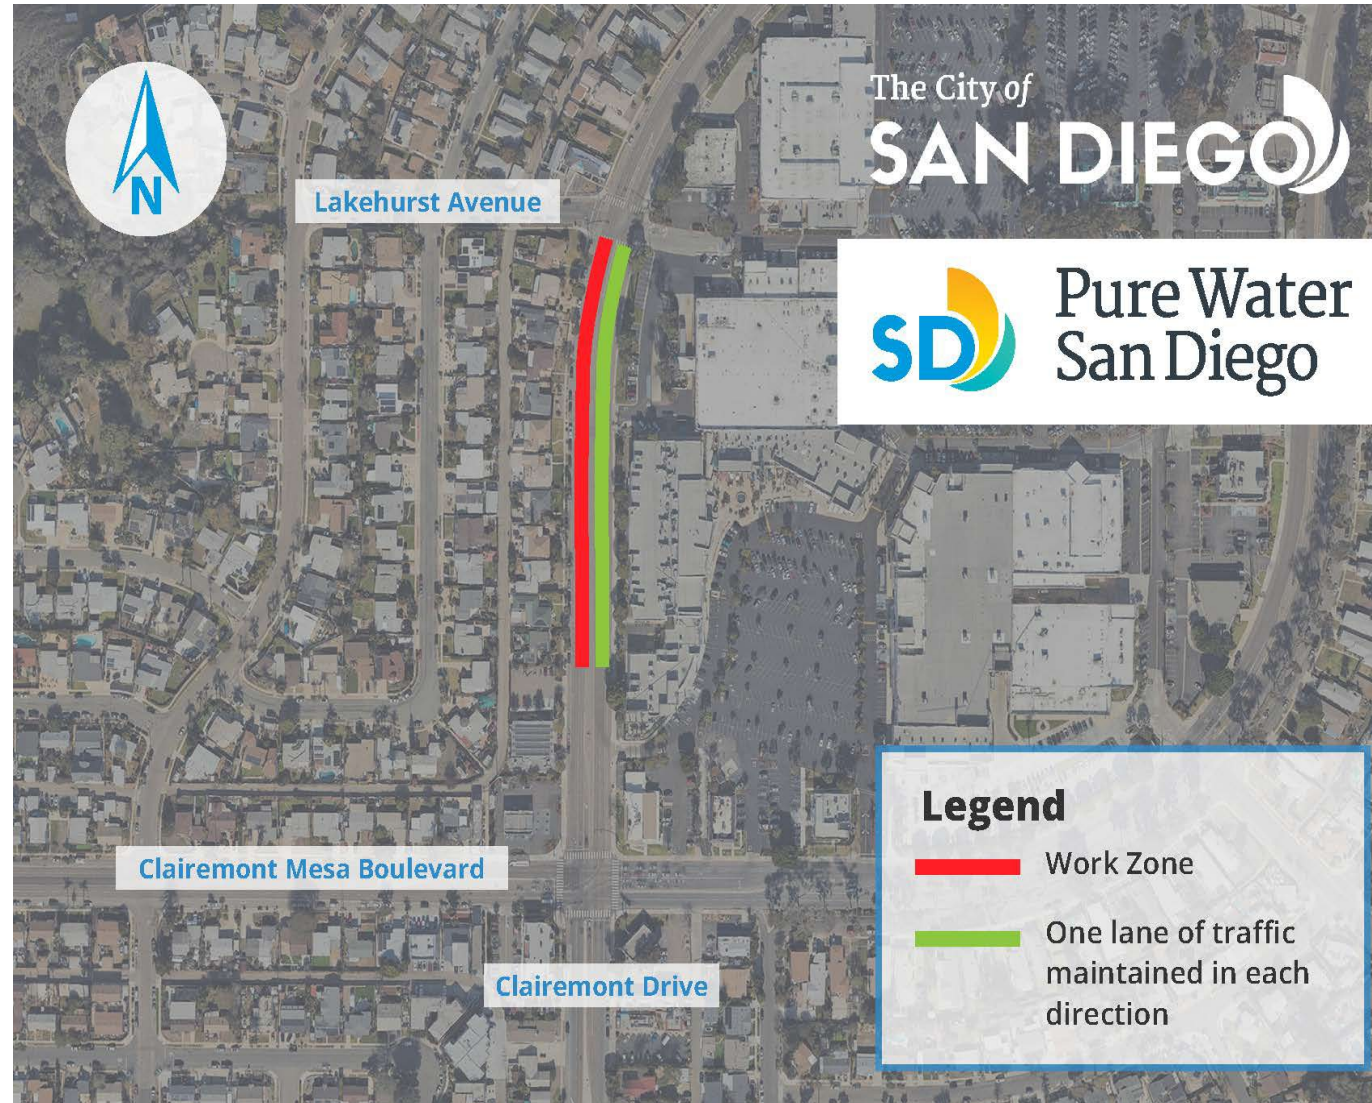 N
Lakehurst Avenue
The City of
SAN DIEGO
SD
Pure Water
San Diego
Clairemont Mesa Boulevard
Clairemont Drive
Legend
Work Zone
One lane of traffic
maintained in each
direction